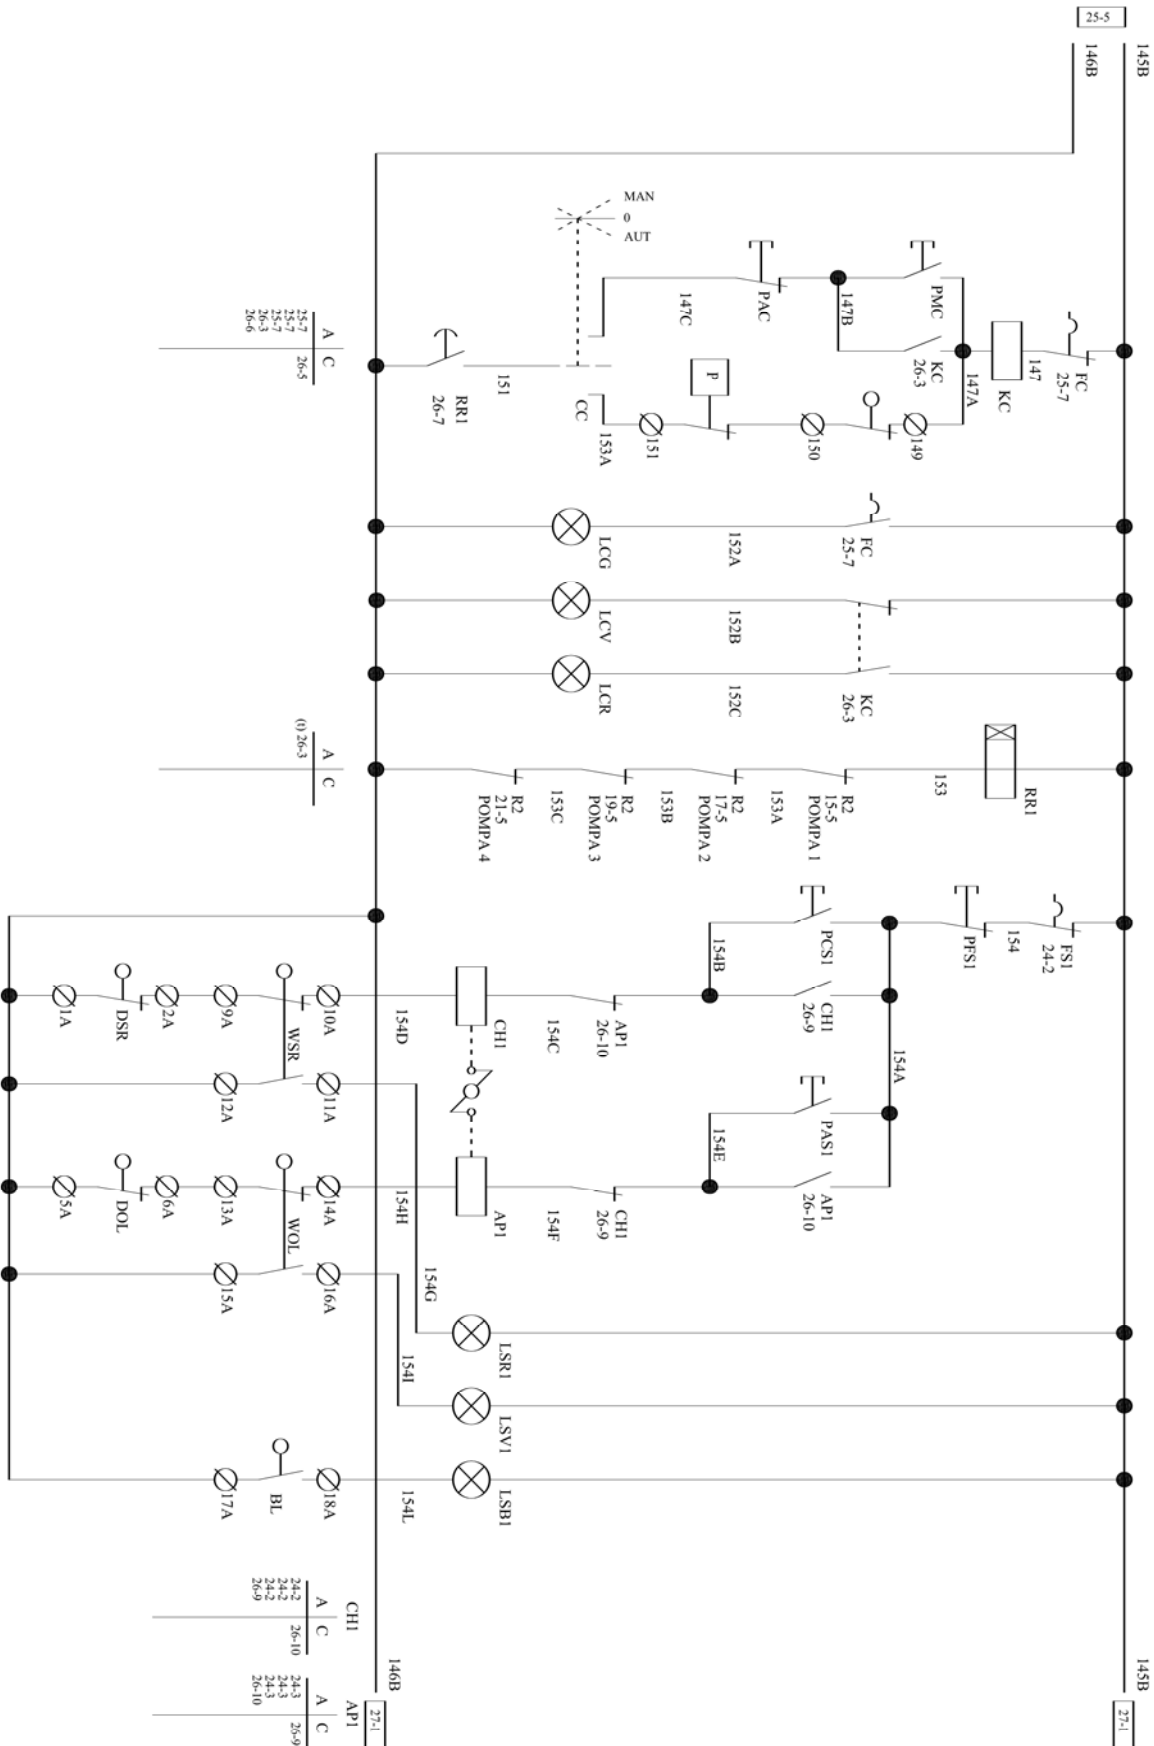 25-5
145B
146B
MAN
0
AUT
PMC
147B
PAC
147C
FC
25-7
147
KC
KC
26-3
147A
149
150
P
151
153A
CC
151
RR1
26-7
A C
25-7
25-7
25-7
26-3
26-6
26-5
FC
25-7
152A
LCG
152B
LCV
KC
26-3
152C
LCR
RR1
153
R2
15-5
POMPA 1
153A
R2
17-5
POMPA 2
153B
R2
19-5
POMPA 3
153C
R2
21-5
POMPA 4
A C
(t) 26-3
FS1
24-2
154
PFS1
154A
PCS1
CH1
26-9
154B
AP1
26-10
154C
CH1
154D
10A
WSR
9A
2A
DSR
1A
11A
12A
PAS1
AP1
26-10
154E
CH1
26-9
154F
AP1
154H
14A
WOL
13A
6A
DOL
5A
154G
16A
15A
154I
LSR1
LSV1
LSB1
154L
18A
BL
17A
CH1
A C
24-2
24-2
24-2
26-9
26-10
AP1
A C
24-3
24-3
24-3
26-10
26-9
146B
27-1
145B
27-1